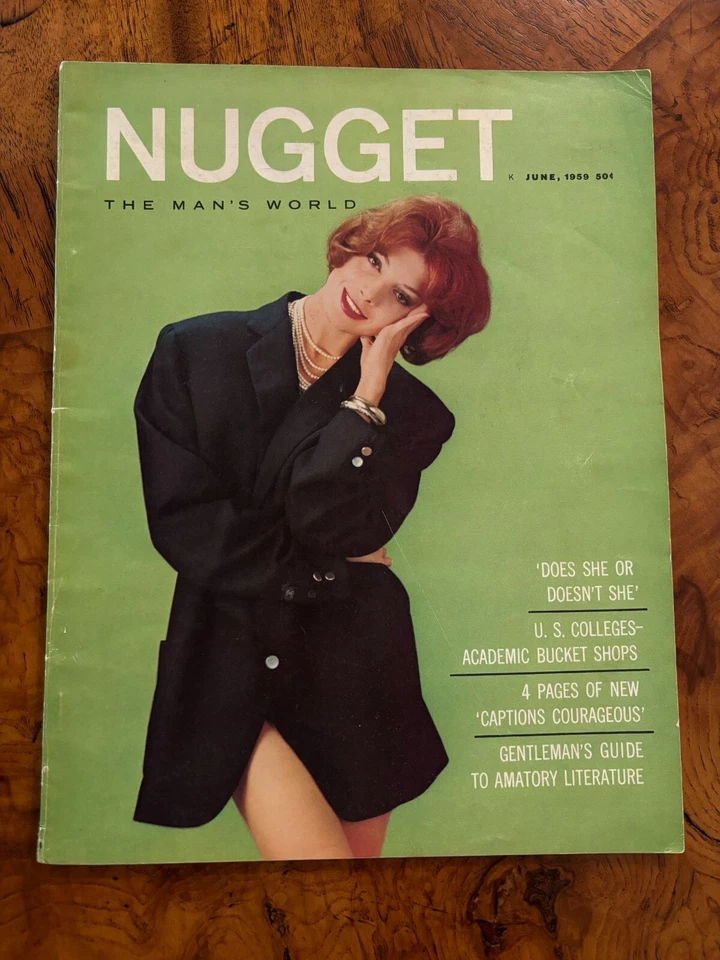 NUGGET
K JUNE, 1959 50¢
THE MAN'S WORLD
'DOES SHE OR
DOESN'T SHE'
U. S. COLLEGES–
ACADEMIC BUCKET SHOPS
4 PAGES OF NEW
'CAPTIONS COURAGEOUS'
GENTLEMAN'S GUIDE
TO AMATORY LITERATURE